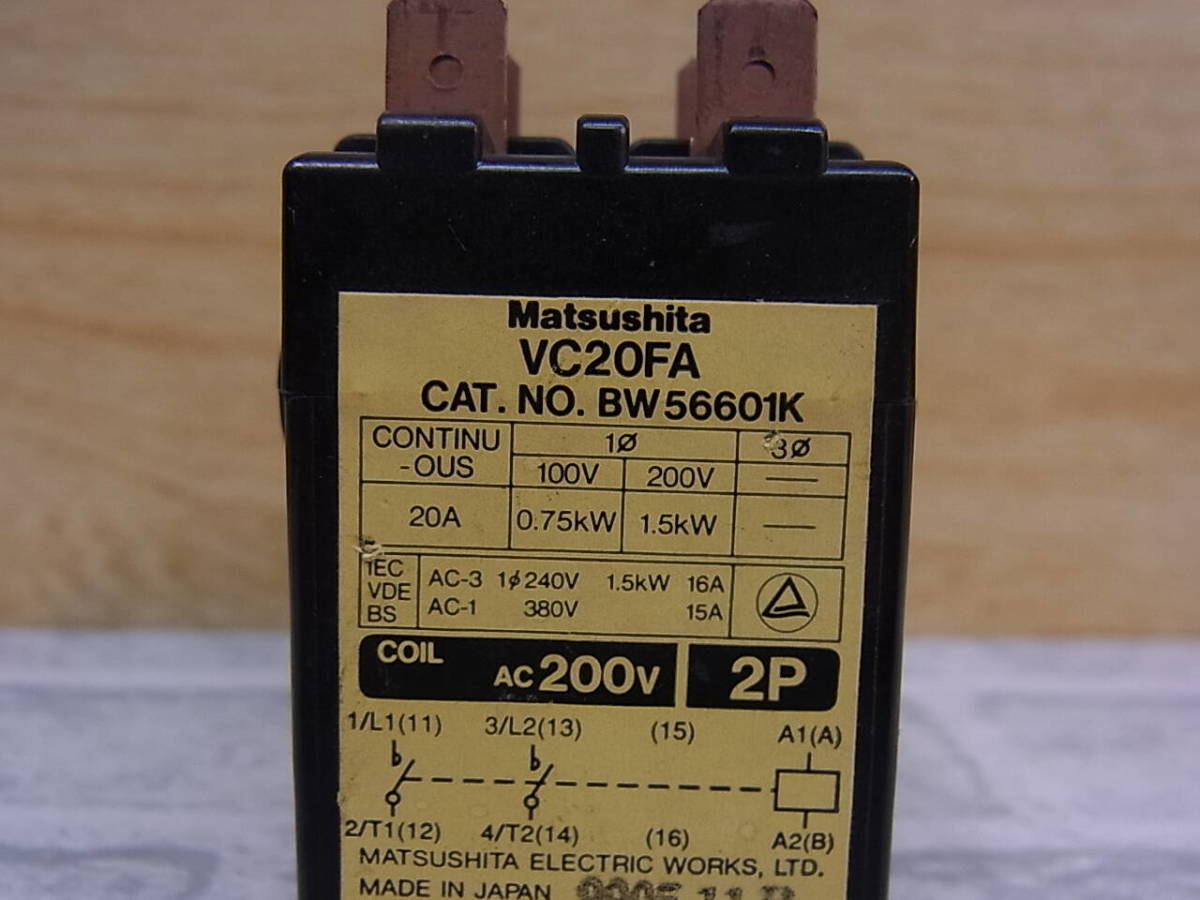 Matsushita
VC20FA
CAT. NO. BW56601K
CONTINU
-OUS
1ø 3ø
100V 200V —
20A 0.75kW 1.5kW —
IEC
VDE
BS
AC-3 1ø240V 1.5kW 16A
AC-1 380V 15A
COIL
AC200V 2P
1/L1(11) 3/L2(13) (15) A1(A)
2/T1(12) 4/T2(14) (16) A2(B)
MATSUSHITA ELECTRIC WORKS, LTD.
MADE IN JAPAN